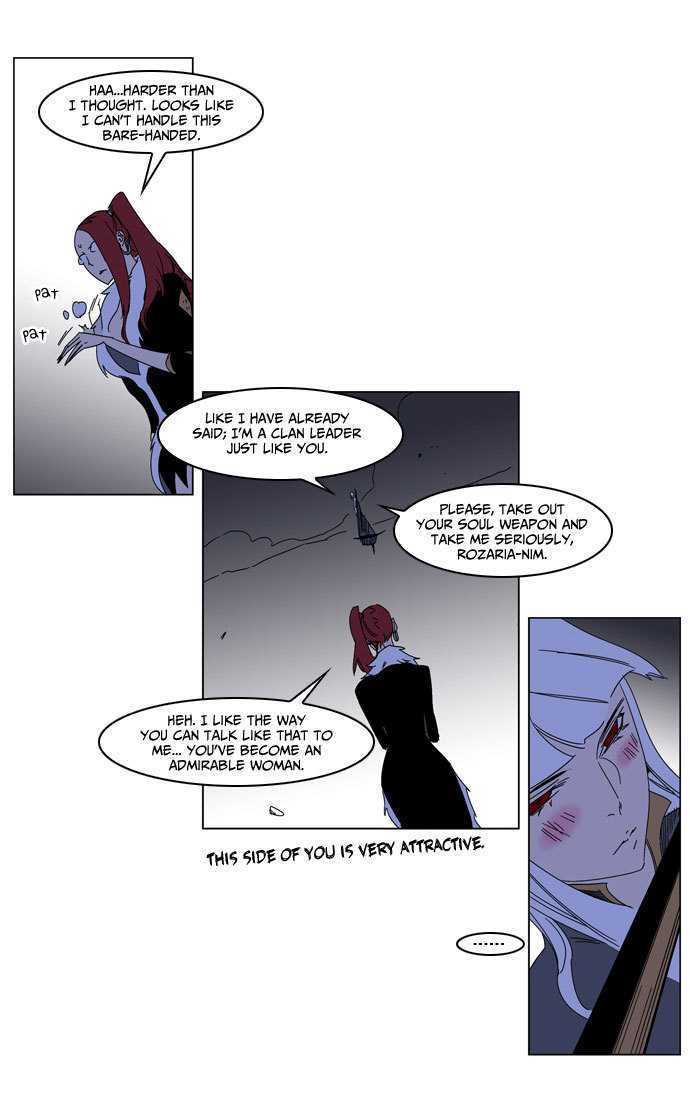 HAA...HARDER THAN
I THOUGHT. LOOKS LIKE
I CAN'T HANDLE THIS
BARE-HANDED.
PAT
PAT
LIKE I HAVE ALREADY
SAID; I'M A CLAN LEADER
JUST LIKE YOU.
PLEASE, TAKE OUT
YOUR SOUL WEAPON AND
TAKE ME SERIOUSLY,
ROZARIA-NIM.
HEH. I LIKE THE WAY
YOU CAN TALK LIKE THAT TO
ME... YOU'VE BECOME AN
ADMIRABLE WOMAN.
THIS SIDE OF YOU IS VERY ATTRACTIVE.
------